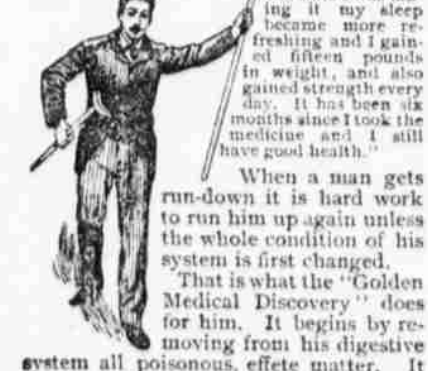 ing it my sleep
became more re-
freshing and I gain-
ed fifteen pounds
in weight, and also
gained strength every
day. It has been six
months since I took the
medicine and I still
have good health."
When a man gets
run-down it is hard work
to run him up again unless
the whole condition of his
system is first changed.
That is what the "Golden
Medical Discovery" does
for him. It begins by re-
moving from his digestive
system all poisonous, effete matter. It